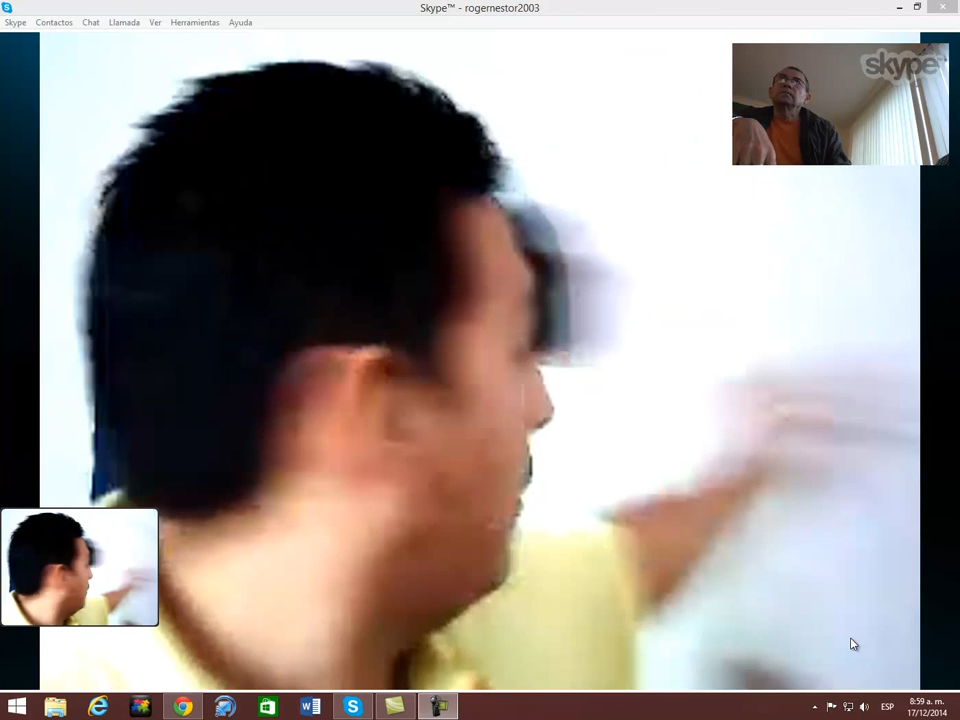 Skype™ - rogernestor2003
Skype Contactos Chat Llamada Ver Herramientas Ayuda
skype
ESP
8:59 a. m.
17/12/2014